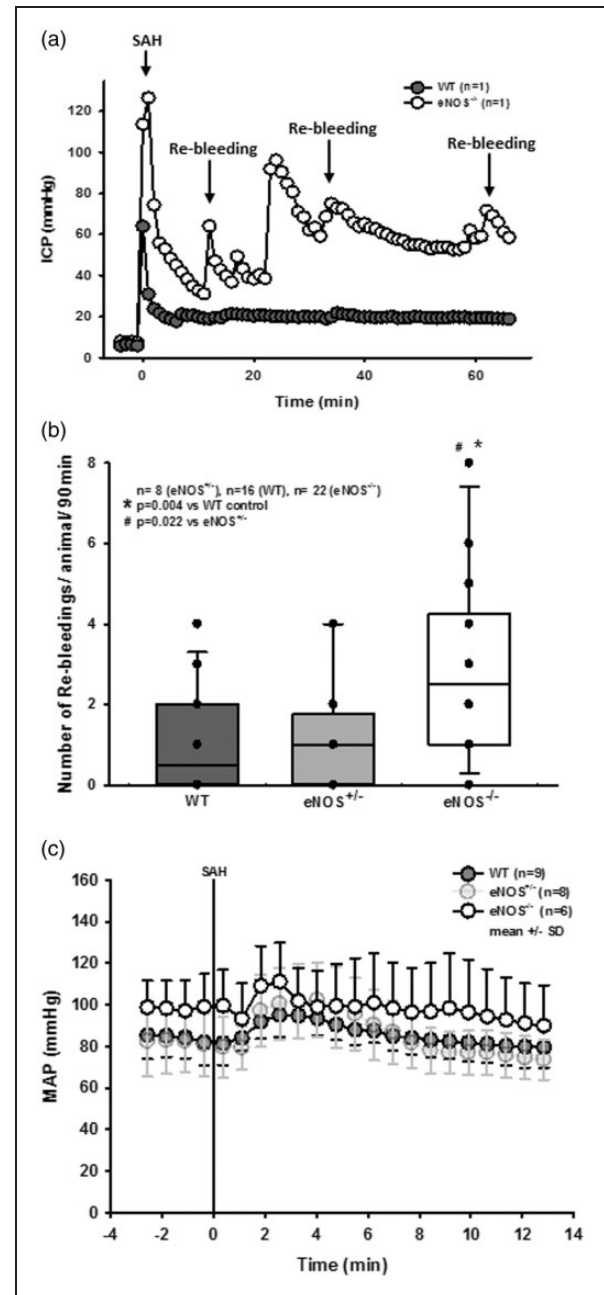 (a)
SAH
WT (n=1)
eNOS-/- (n=1)
Re-bleeding
Re-bleeding
Re-bleeding
ICP (mmHg)
120
100
80
60
40
20
0
0
20
40
60
Time (min)
(b)
# *
n= 8 (eNOS+/-), n=16 (WT), n= 22 (eNOS-/-)
* p=0.004 vs WT control
# p=0.022 vs eNOS+/-
Number of Re-bleedings/ animal/ 90min
8
6
4
2
0
WT
eNOS+/-
eNOS-/-
(c)
SAH
WT (n=9)
eNOS+/- (n=8)
eNOS-/- (n=6)
mean +/- SD
MAP (mmHg)
160
140
120
100
80
60
40
20
0
-4
-2
0
2
4
6
8
10
12
14
Time (min)